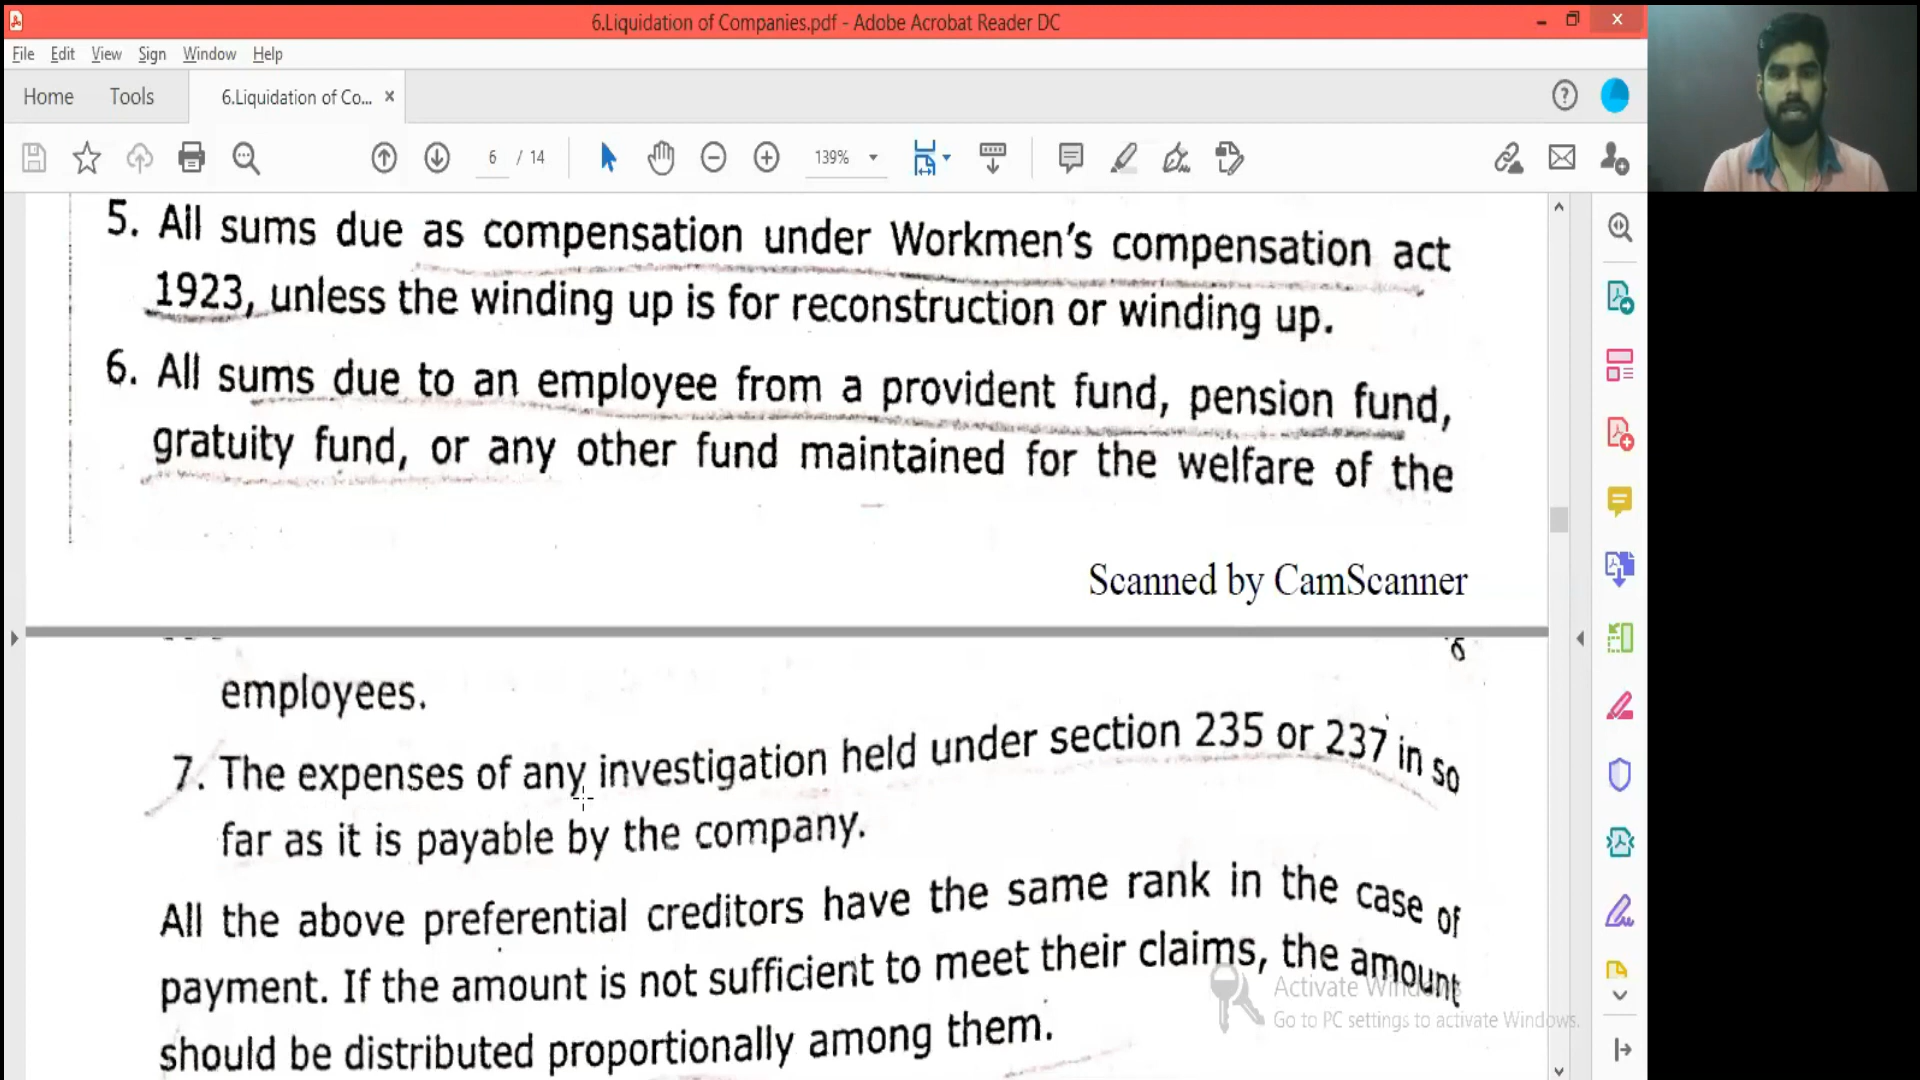 6.Liquidation of Companies.pdf - Adobe Acrobat Reader DC
File Edit View Sign Window Help
Home Tools 6.Liquidation of Co... ×
6 / 14 139%
5. All sums due as compensation under Workmen's compensation act
1923, unless the winding up is for reconstruction or winding up.
6. All sums due to an employee from a provident fund, pension fund,
gratuity fund, or any other fund maintained for the welfare of the
Scanned by CamScanner
employees.
7. The expenses of any investigation held under section 235 or 237 in so
far as it is payable by the company.
All the above preferential creditors have the same rank in the case of
payment. If the amount is not sufficient to meet their claims, the amount
should be distributed proportionally among them.
Activate Windows
Go to PC settings to activate Windows.